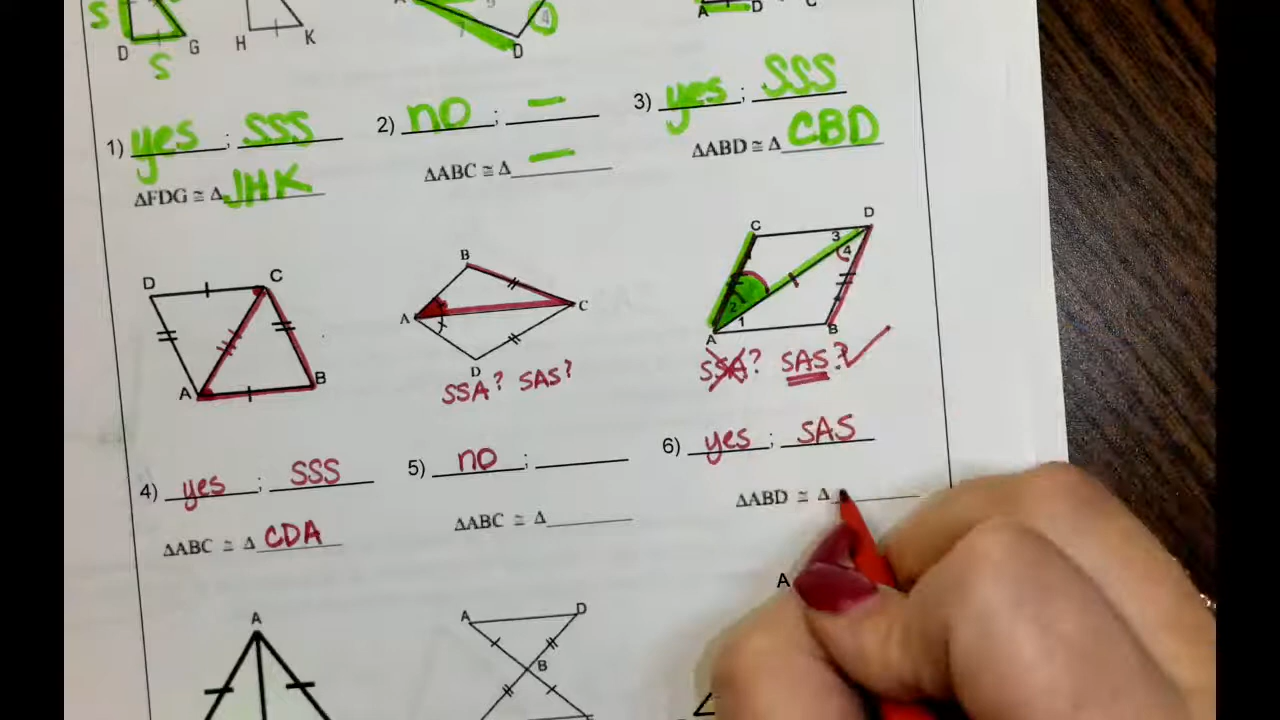 S
D
G
S
H
K
D
4
A D C
1) yes ; SSS
ΔFDG ≅ Δ JHK
2) no ; –
ΔABC ≅ Δ –
3) yes ; SSS
ΔABD ≅ Δ CBD
D
C
A
B
B
A
C
D
SSA? SAS?
C
D
3
4
2
1
A
B
SSA? SAS?
4) yes ; SSS
ΔABC ≅ Δ CDA
5) no ;
ΔABC ≅ Δ
6) yes ; SAS
ΔABD ≅ Δ
A
A
D
B
A